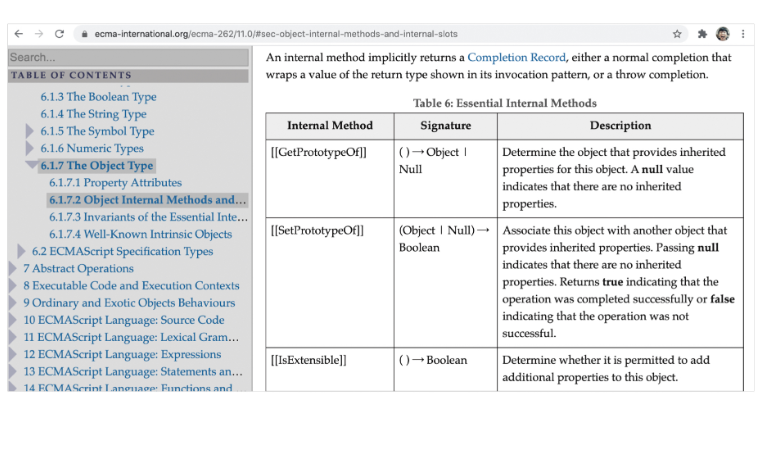 ecma-international.org/ecma-262/11.0/#sec-object-internal-methods-and-internal-slots
Search...
TABLE OF CONTENTS
6.1.3 The Boolean Type
6.1.4 The String Type
6.1.5 The Symbol Type
6.1.6 Numeric Types
6.1.7 The Object Type
6.1.7.1 Property Attributes
6.1.7.2 Object Internal Methods and…
6.1.7.3 Invariants of the Essential Inte…
6.1.7.4 Well-Known Intrinsic Objects
6.2 ECMAScript Specification Types
7 Abstract Operations
8 Executable Code and Execution Contexts
9 Ordinary and Exotic Objects Behaviours
10 ECMAScript Language: Source Code
11 ECMAScript Language: Lexical Gram…
12 ECMAScript Language: Expressions
13 ECMAScript Language: Statements an…
14 ECMAScript Language: Functions and
An internal method implicitly returns a Completion Record, either a normal completion that
wraps a value of the return type shown in its invocation pattern, or a throw completion.
Table 6: Essential Internal Methods
Internal Method Signature Description
[[GetPrototypeOf]] ( ) → Object | Determine the object that provides inherited
Null properties for this object. A null value
indicates that there are no inherited
properties.
[[SetPrototypeOf]] (Object | Null) → Associate this object with another object that
Boolean provides inherited properties. Passing null
indicates that there are no inherited
properties. Returns true indicating that the
operation was completed successfully or false
indicating that the operation was not
successful.
[[IsExtensible]] ( ) → Boolean Determine whether it is permitted to add
additional properties to this object.